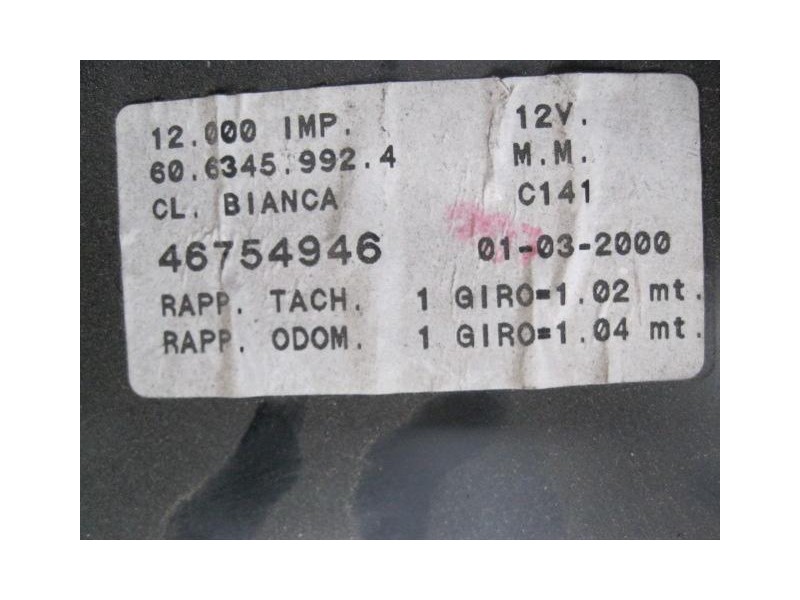 12.000 IMP. 12V.
60.6345.992.4 M.M.
CL. BIANCA C141
46754946 01-03-2000
RAPP. TACH. 1 GIRO=1.02 mt.
RAPP. ODOM. 1 GIRO=1.04 mt.